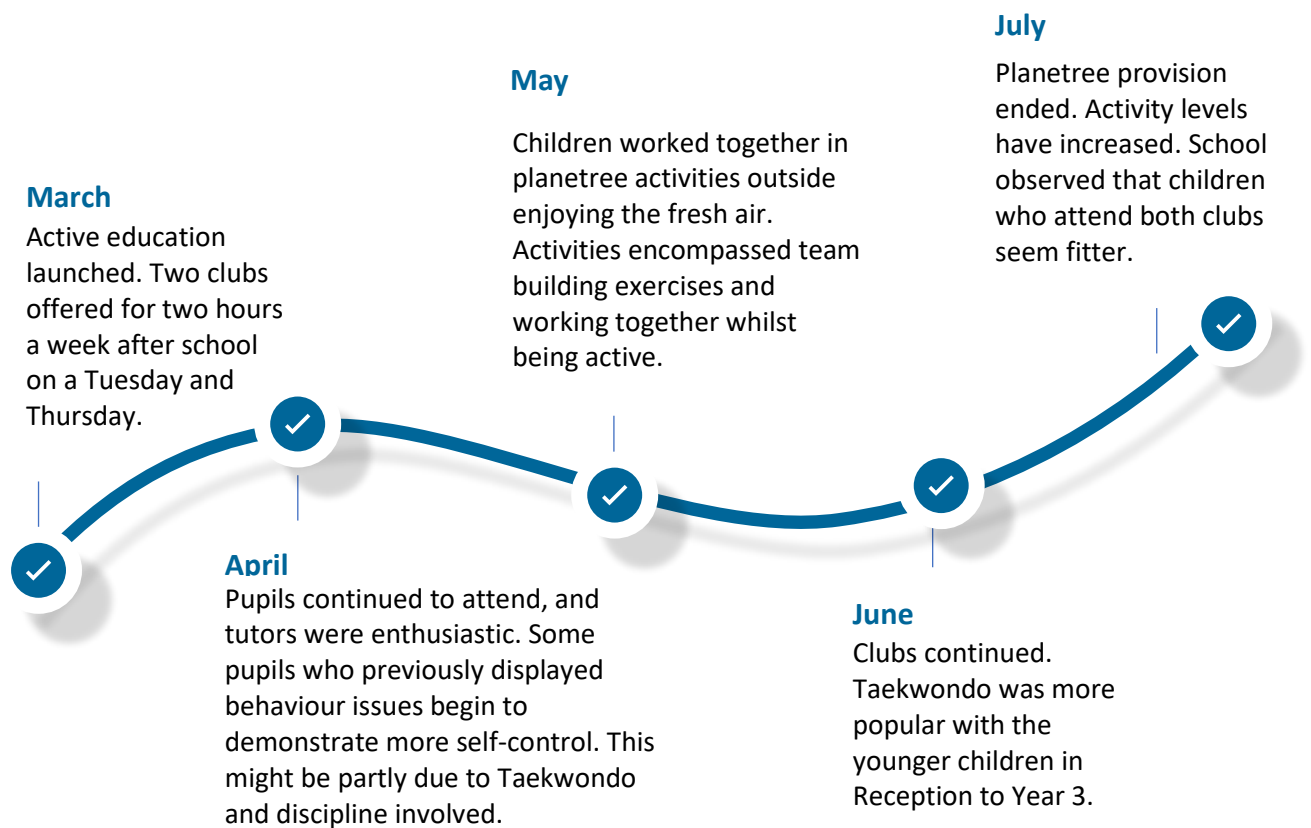 March
Active education
launched. Two clubs
offered for two hours
a week after school
on a Tuesday and
Thursday.
April
Pupils continued to attend, and
tutors were enthusiastic. Some
pupils who previously displayed
behaviour issues begin to
demonstrate more self-control. This
might be partly due to Taekwondo
and discipline involved.
May
Children worked together in
planetree activities outside
enjoying the fresh air.
Activities encompassed team
building exercises and
working together whilst
being active.
June
Clubs continued.
Taekwondo was more
popular with the
younger children in
Reception to Year 3.
July
Planetree provision
ended. Activity levels
have increased. School
observed that children
who attend both clubs
seem fitter.